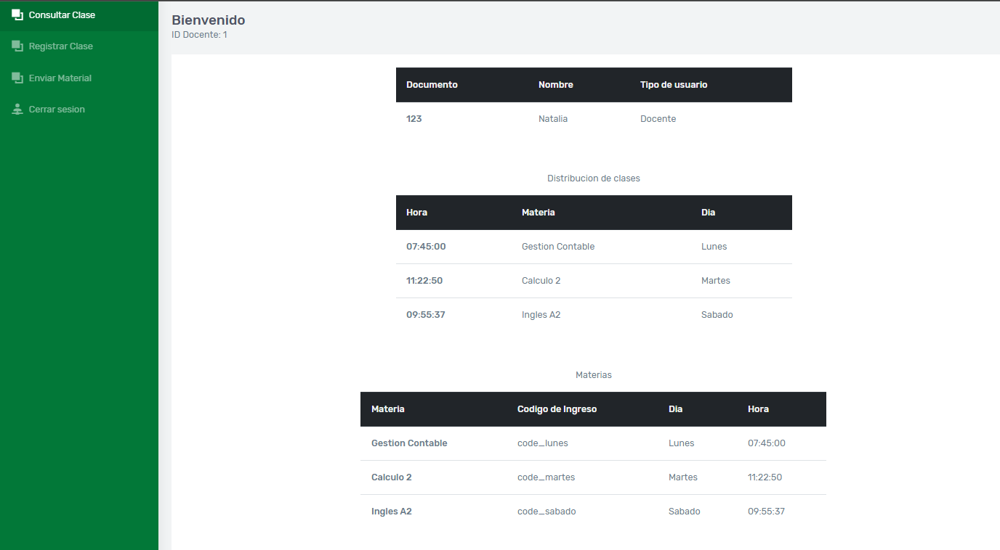 Consultar Clase
Registrar Clase
Enviar Material
Cerrar sesion
Bienvenido
ID Docente: 1
Documento Nombre Tipo de usuario
123 Natalia Docente
Distribucion de clases
Hora Materia Dia
07:45:00 Gestion Contable Lunes
11:22:50 Calculo 2 Martes
09:55:37 Ingles A2 Sabado
Materias
Materia Codigo de Ingreso Dia Hora
Gestion Contable code_lunes Lunes 07:45:00
Calculo 2 code_martes Martes 11:22:50
Ingles A2 code_sabado Sabado 09:55:37